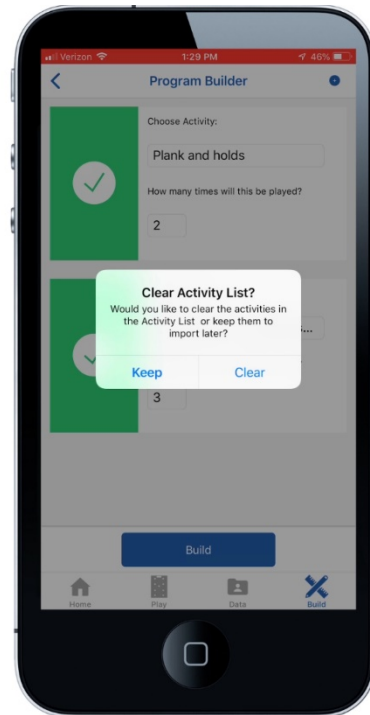 Verizon 1:29 PM 46%
Program Builder
Choose Activity:
Plank and holds
How many times will this be played?
2
Clear Activity List?
Would you like to clear the activities in
the Activity List or keep them to
import later?
Keep Clear
3
Build
Home Play Data Build